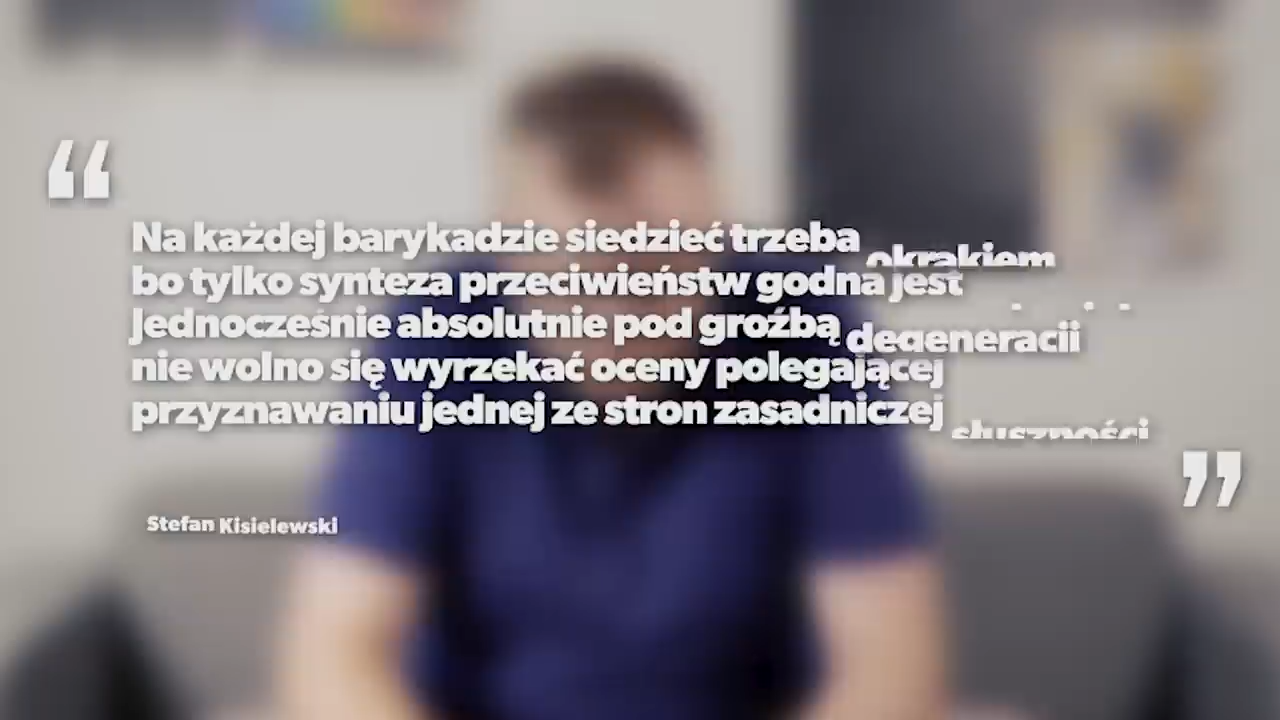 “
Na każdej barykadzie siedzieć trzeba okrakiem
bo tylko synteza przeciwieństw godna jest
Jednocześnie absolutnie pod groźbą degeneracji
nie wolno się wyrzekać oceny polegającej
przyznawaniu jednej ze stron zasadniczej słuszności
”
Stefan Kisielewski